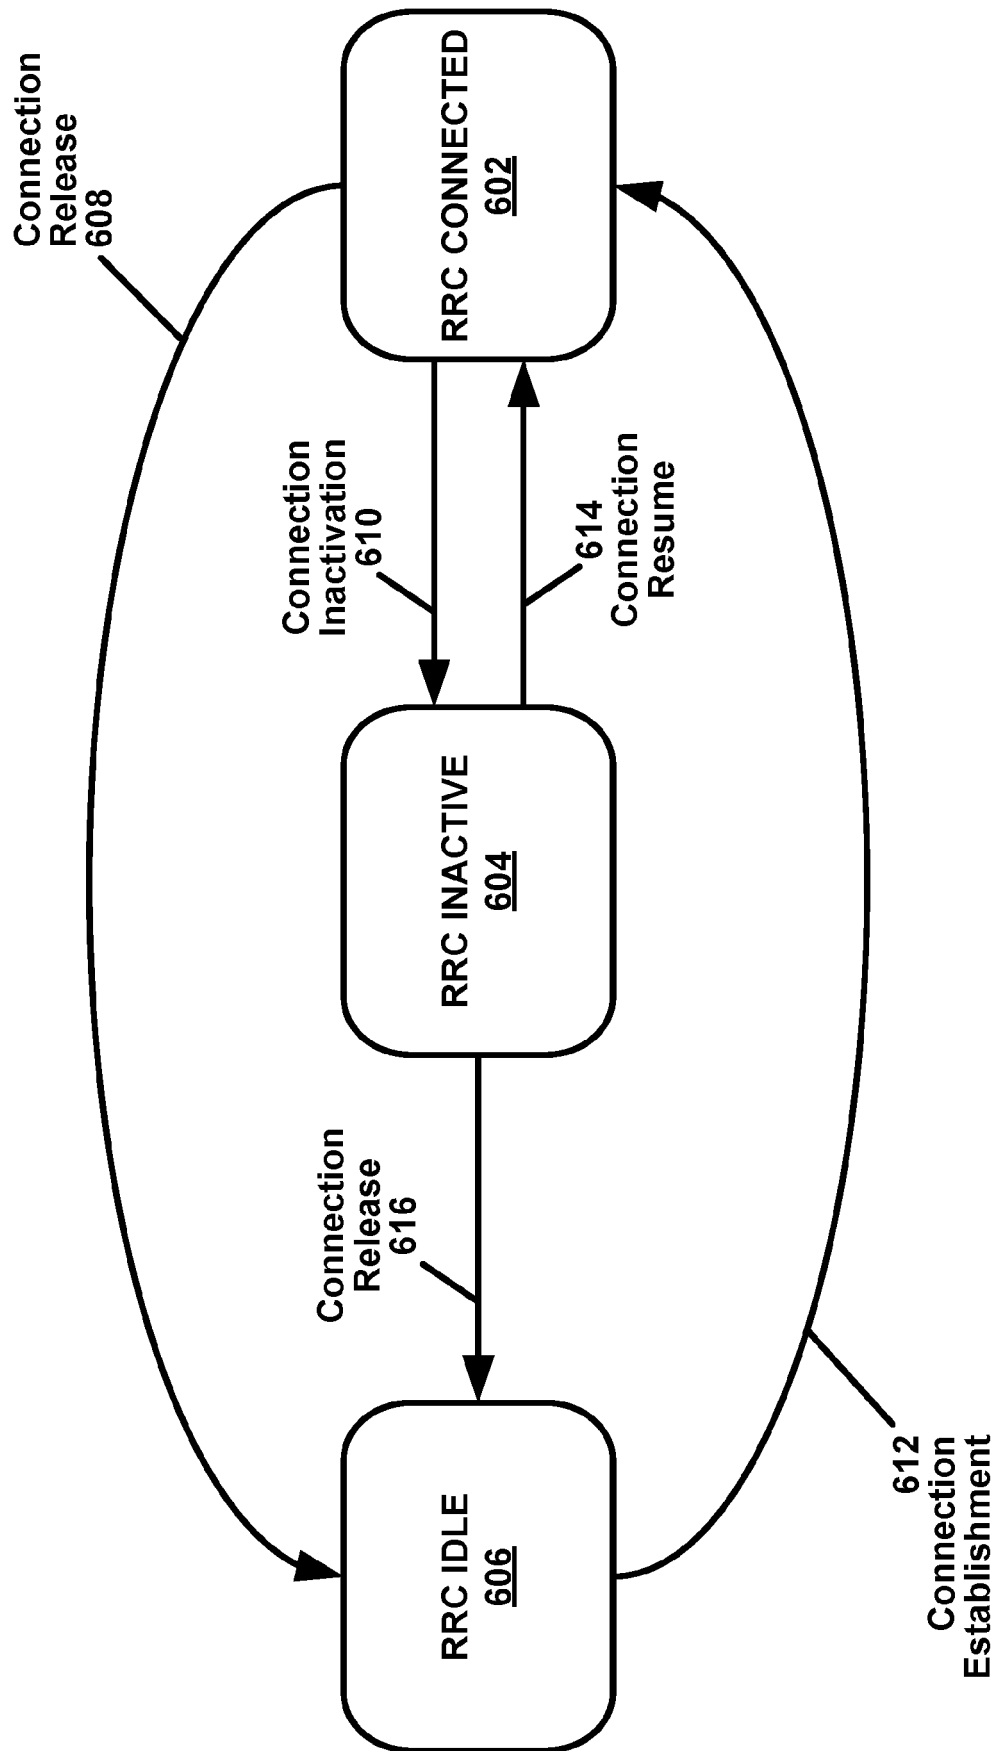 Connection
Release
608
RRC IDLE
606
Connection
Release
616
RRC INACTIVE
604
Connection
Inactivation
610
RRC CONNECTED
602
614
Connection
Resume
612
Connection
Establishment